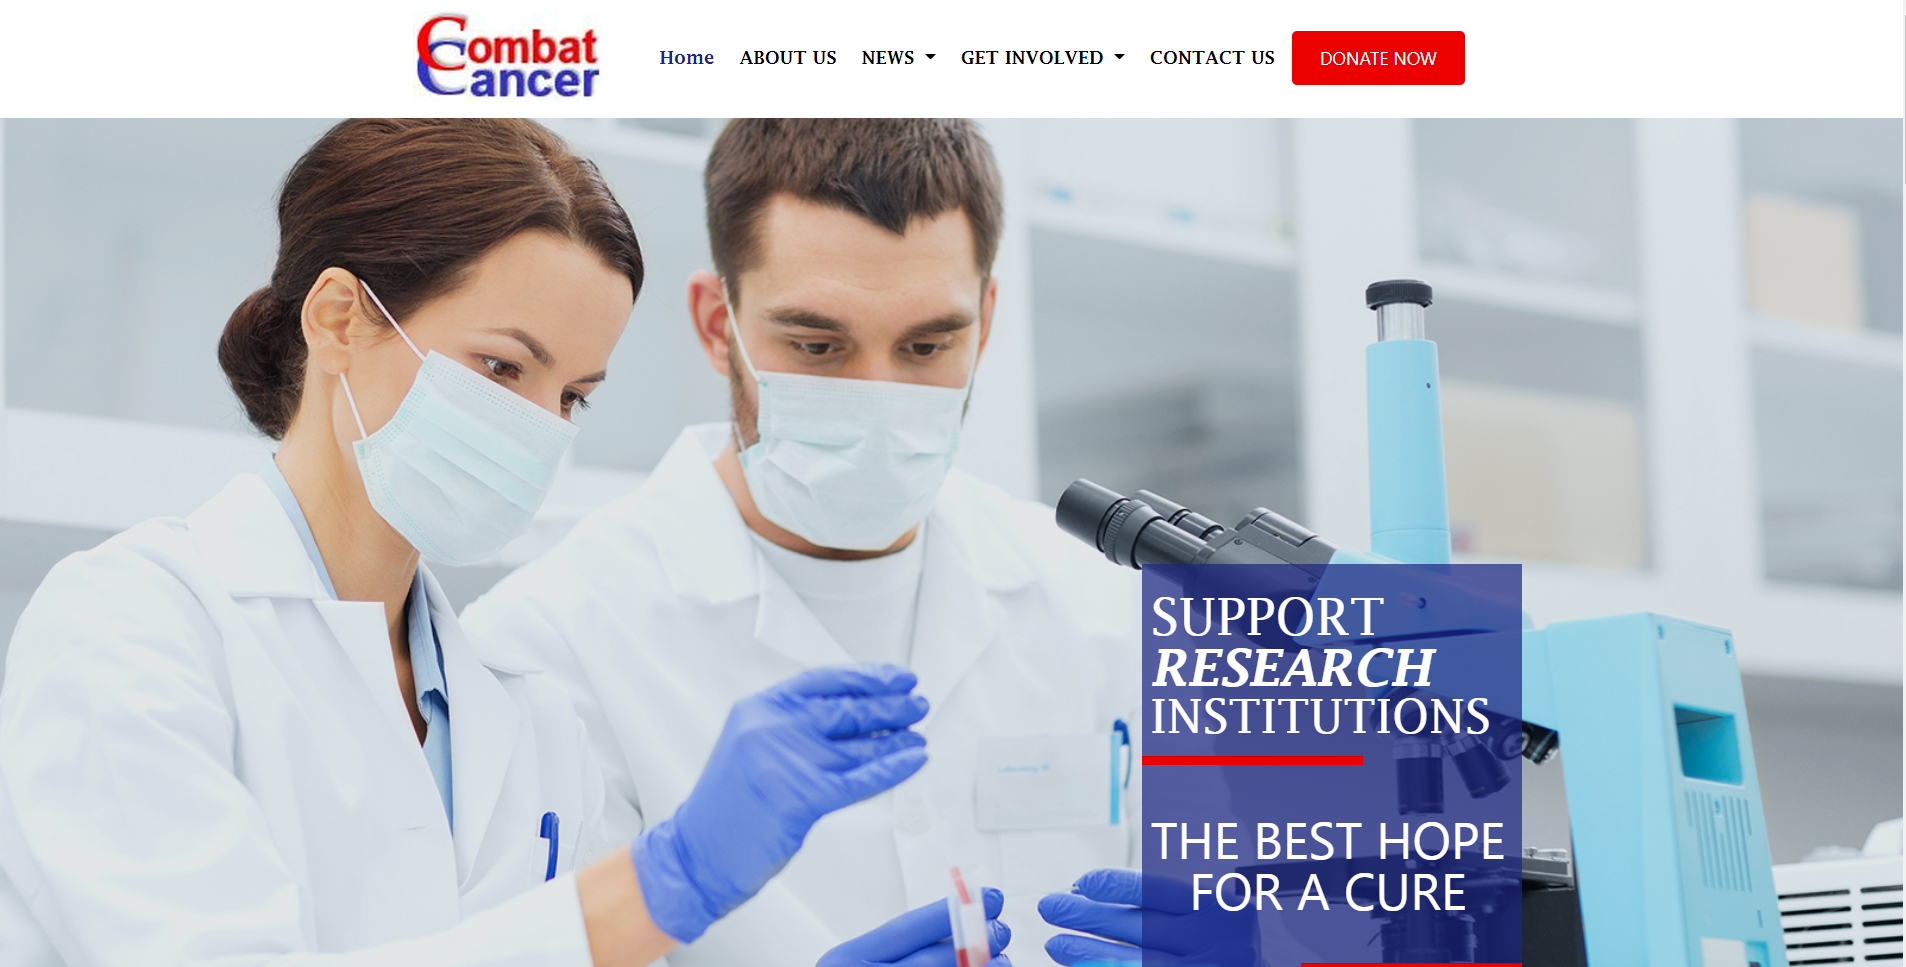 Combat
Cancer
Home
ABOUT US
NEWS
GET INVOLVED
CONTACT US
DONATE NOW
SUPPORT
RESEARCH
INSTITUTIONS
THE BEST HOPE
FOR A CURE